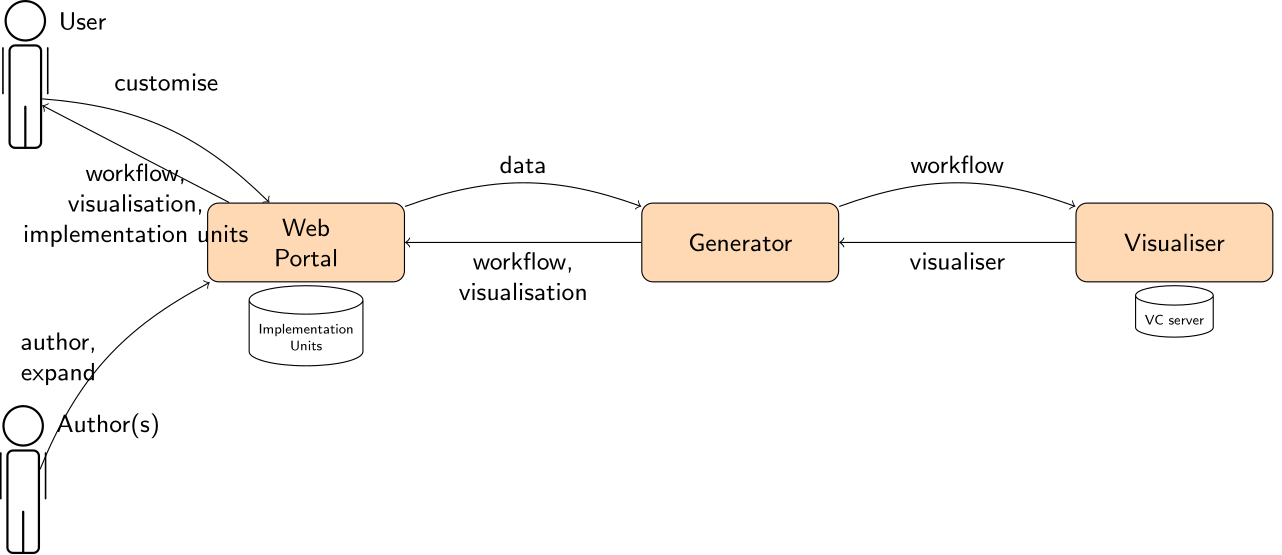 User
customise
workflow,
visualisation,
implementation units
Web
Portal
Implementation
Units
data
workflow,
visualisation
Generator
workflow
visualiser
Visualiser
VC server
author,
expand
Author(s)